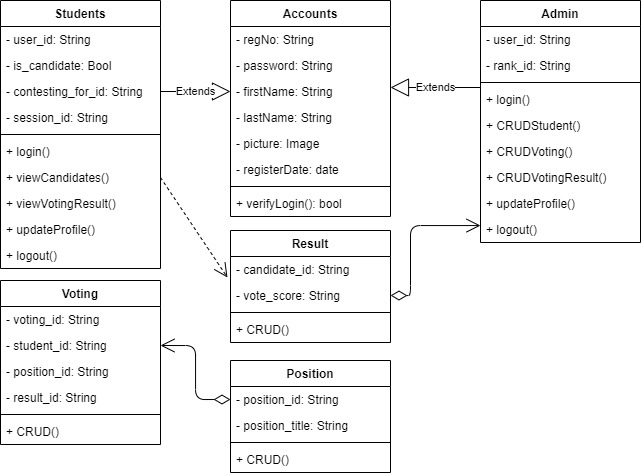 Students
- user_id: String
- is_candidate: Bool
- contesting_for_id: String
- session_id: String
+ login()
+ viewCandidates()
+ viewVotingResult()
+ updateProfile()
+ logout()
Extends
Accounts
- regNo: String
- password: String
- firstName: String
- lastName: String
- picture: Image
- registerDate: date
+ verifyLogin(): bool
Extends
Admin
- user_id: String
- rank_id: String
+ login()
+ CRUDStudent()
+ CRUDVoting()
+ CRUDVotingResult()
+ updateProfile()
+ logout()
Result
- candidate_id: String
- vote_score: String
+ CRUD()
Voting
- voting_id: String
- student_id: String
- position_id: String
- result_id: String
+ CRUD()
Position
- position_id: String
- position_title: String
+ CRUD()